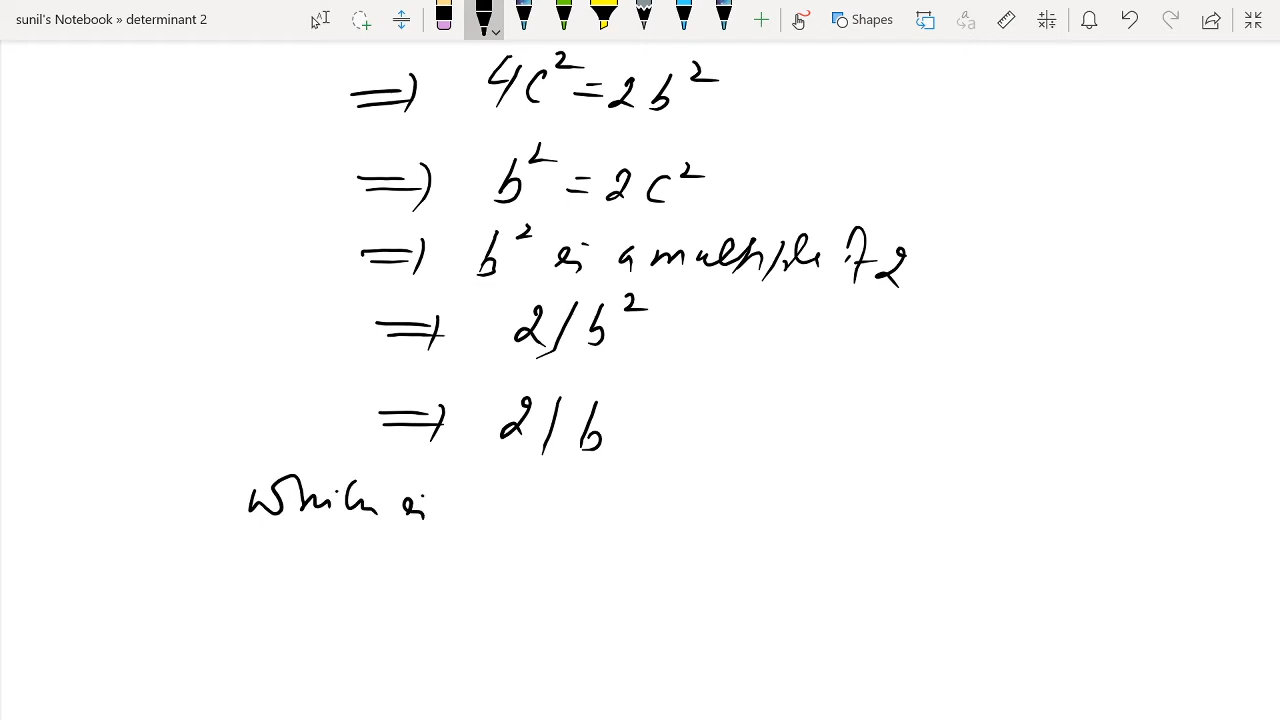 sunil's Notebook » determinant 2
Shapes
⇒ 4c² = 2b²
⇒ b² = 2c²
⇒ b² is a multiple of 2
⇒ 2/b²
⇒ 2/b
which is